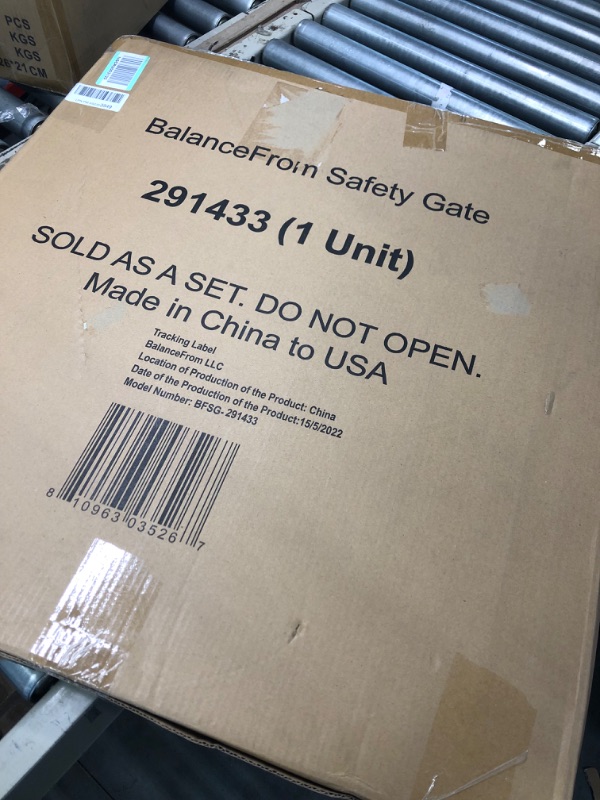 PCS
KGS
KGS
26*21CM
BalanceFrom Safety Gate
291433 (1 Unit)
SOLD AS A SET. DO NOT OPEN.
Made in China to USA
Tracking Label
BalanceFrom LLC
Location of Production of the Product: China
Date of the Production of the Product:15/5/2022
Model Number: BFSG-291433
8 10963 03526 7